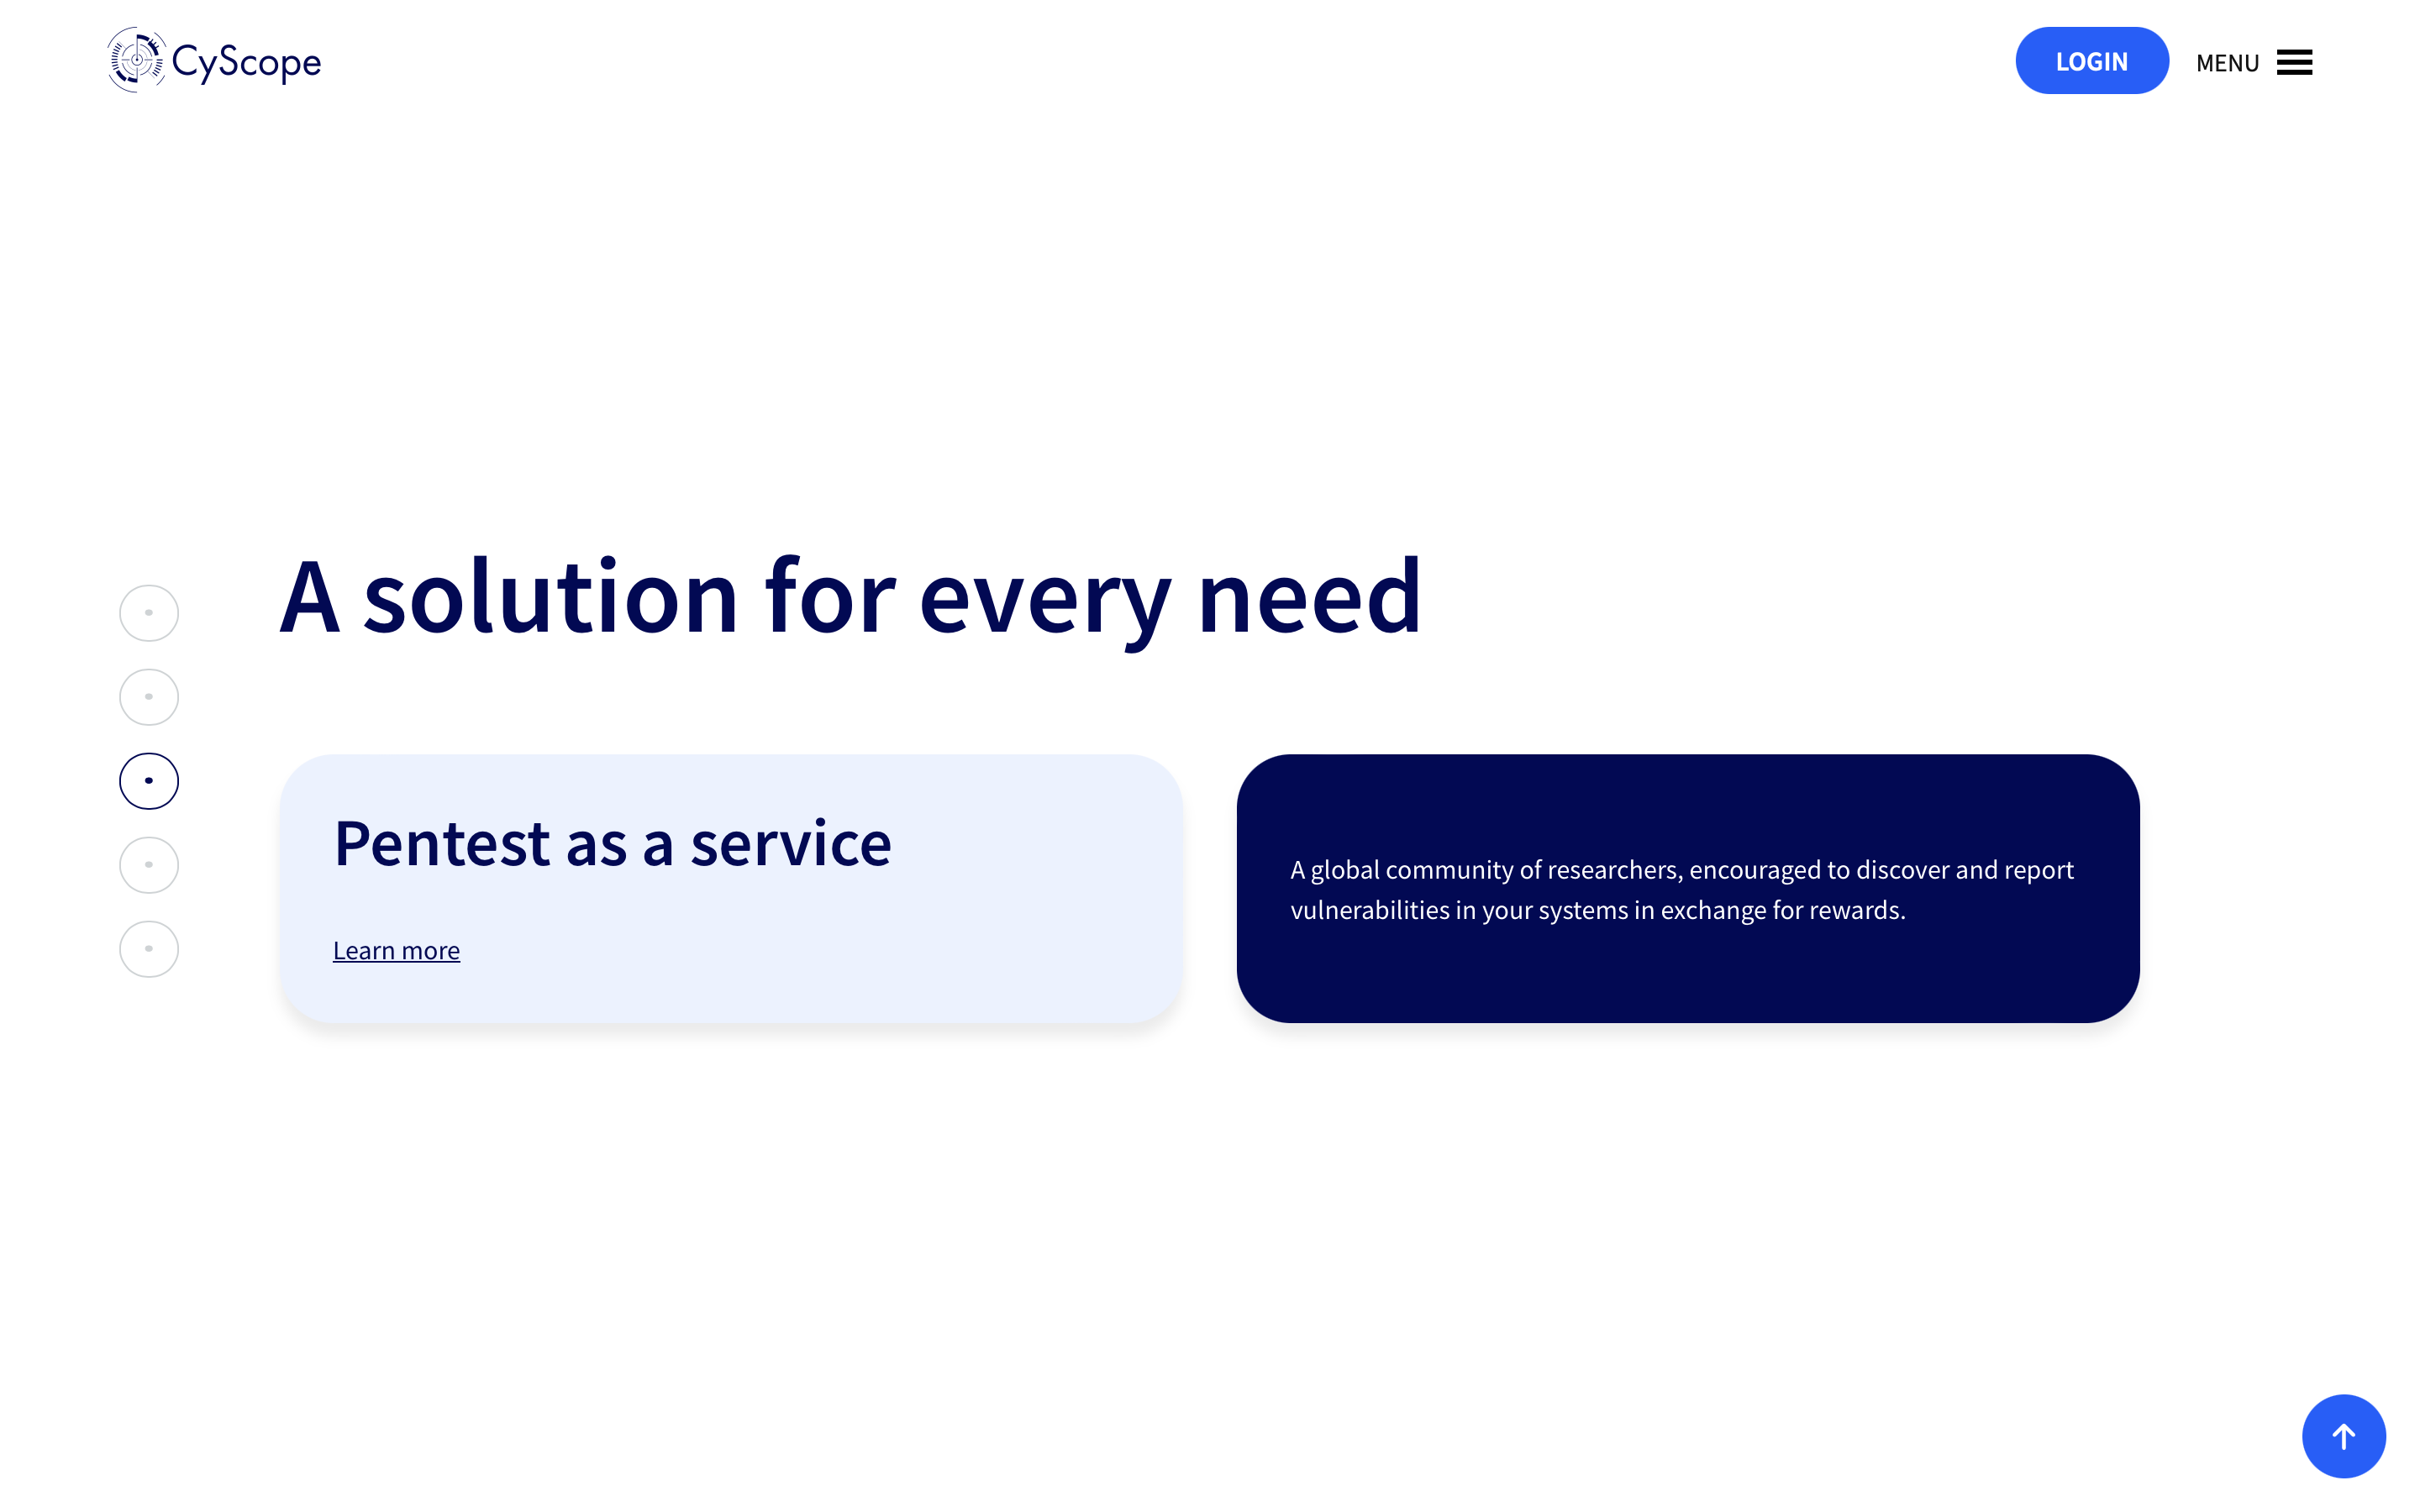 CyScope
LOGIN
MENU
A solution for every need
Pentest as a service
Learn more
A global community of researchers, encouraged to discover and report
vulnerabilities in your systems in exchange for rewards.